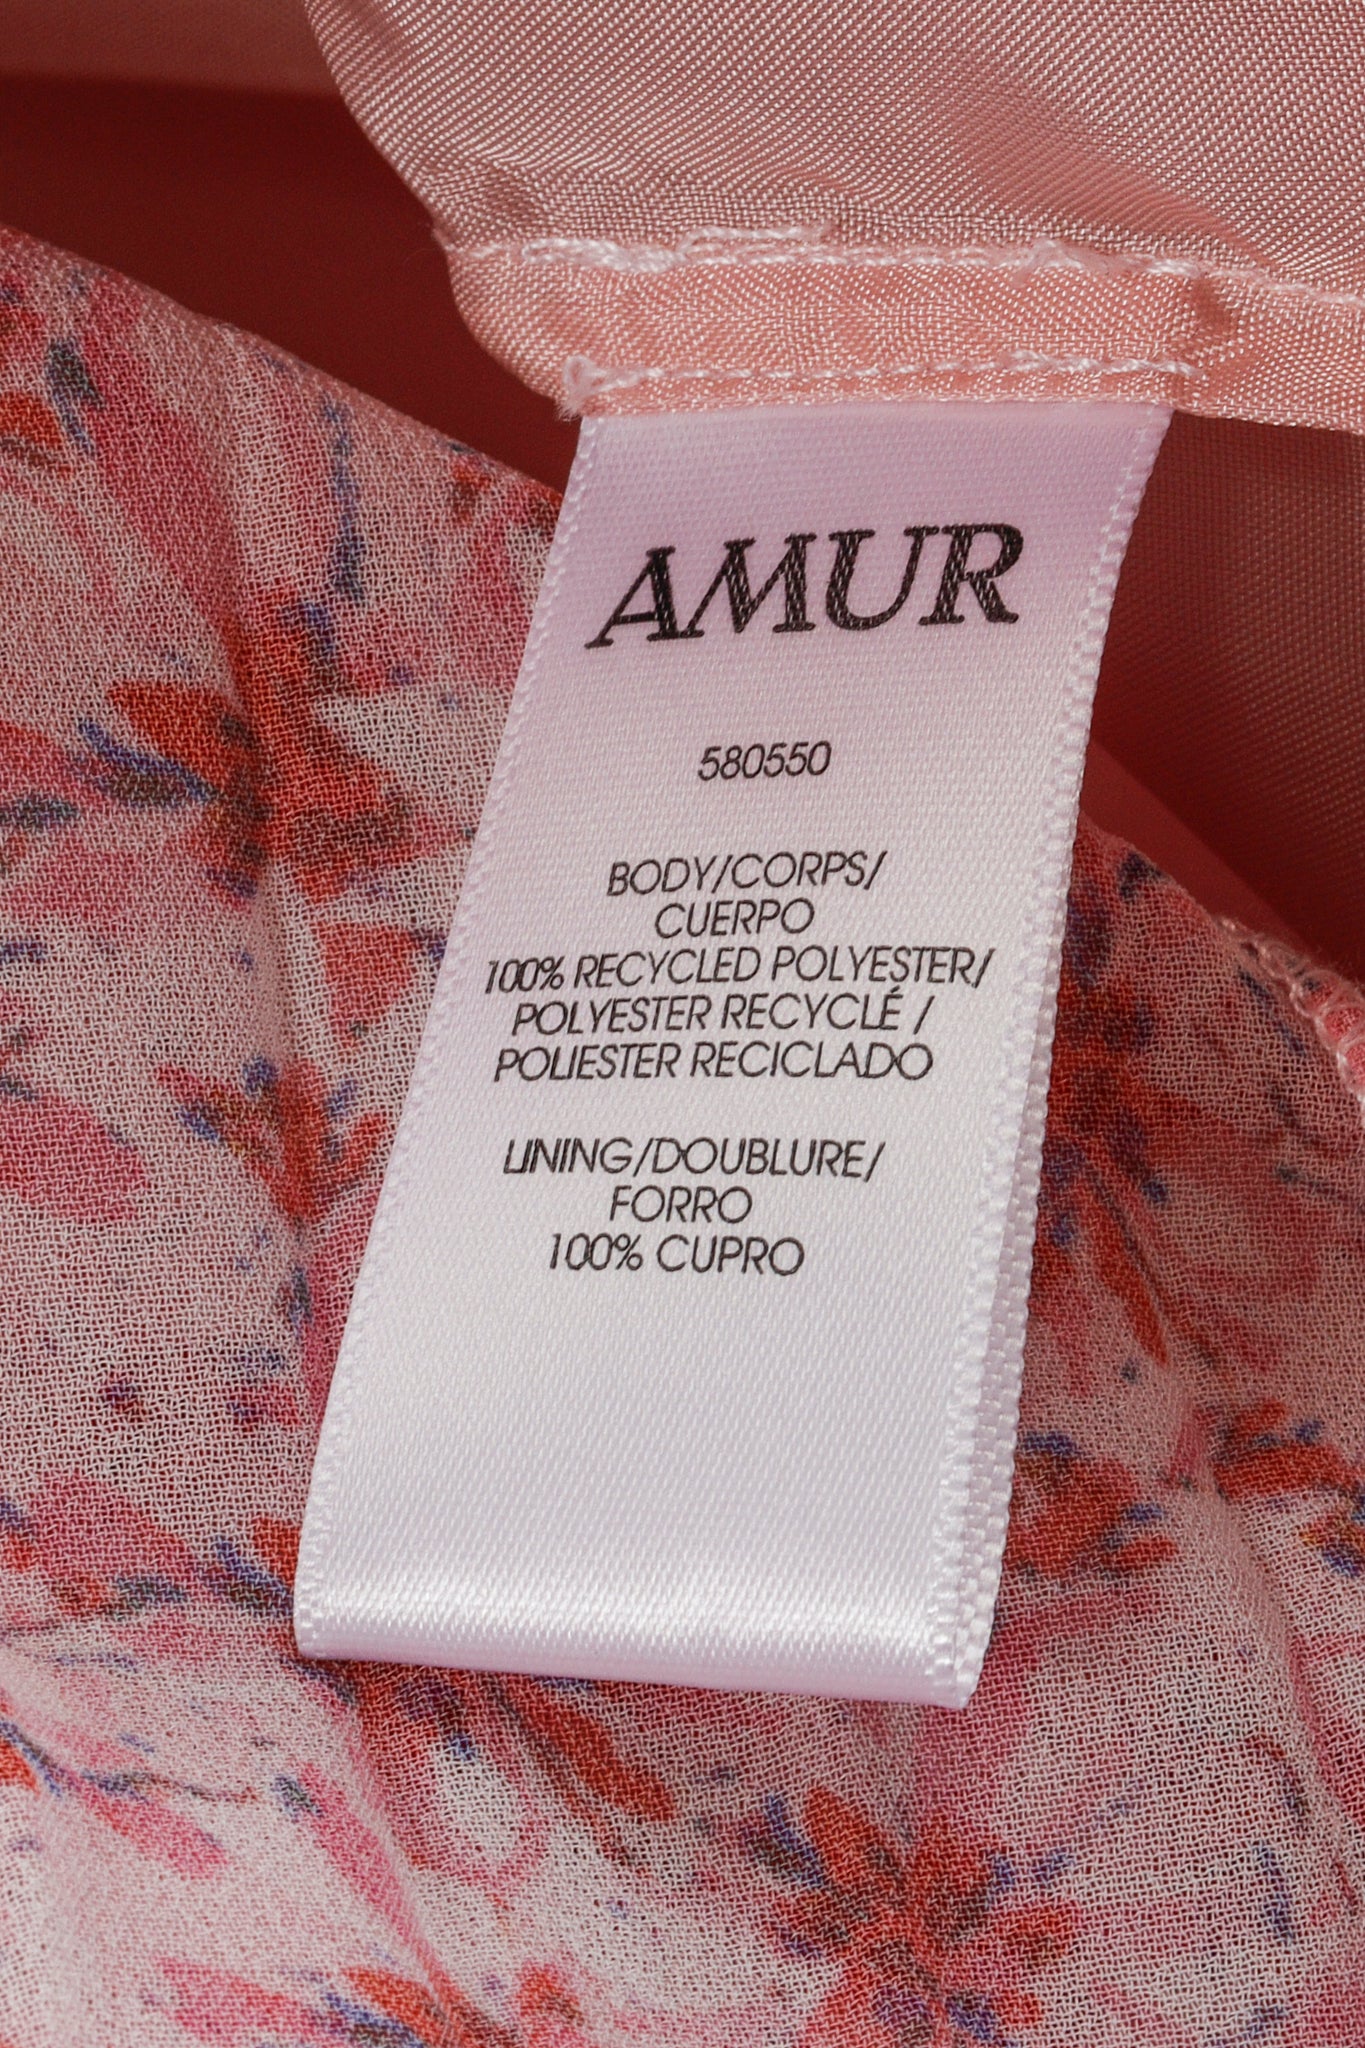 AMUR
580550
BODY/CORPS/
CUERPO
100% RECYCLED POLYESTER/
POLYESTER RECYCLÉ /
POLIESTER RECICLADO
LINING/DOUBLURE/
FORRO
100% CUPRO